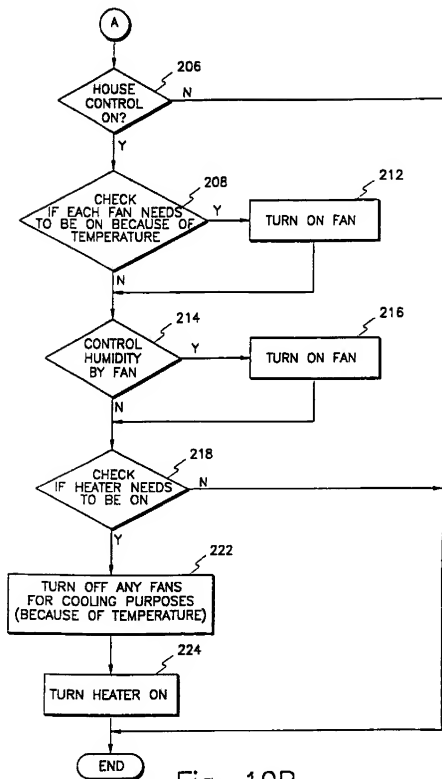 A
206
HOUSE
CONTROL
ON?
N
Y
208
CHECK
IF EACH FAN NEEDS
TO BE ON BECAUSE OF
TEMPERATURE
Y
212
TURN ON FAN
N
214
CONTROL
HUMIDITY
BY FAN
Y
216
TURN ON FAN
N
218
CHECK
IF HEATER NEEDS
TO BE ON
N
Y
222
TURN OFF ANY FANS
FOR COOLING PURPOSES
(BECAUSE OF TEMPERATURE)
224
TURN HEATER ON
END
Fig. 10B